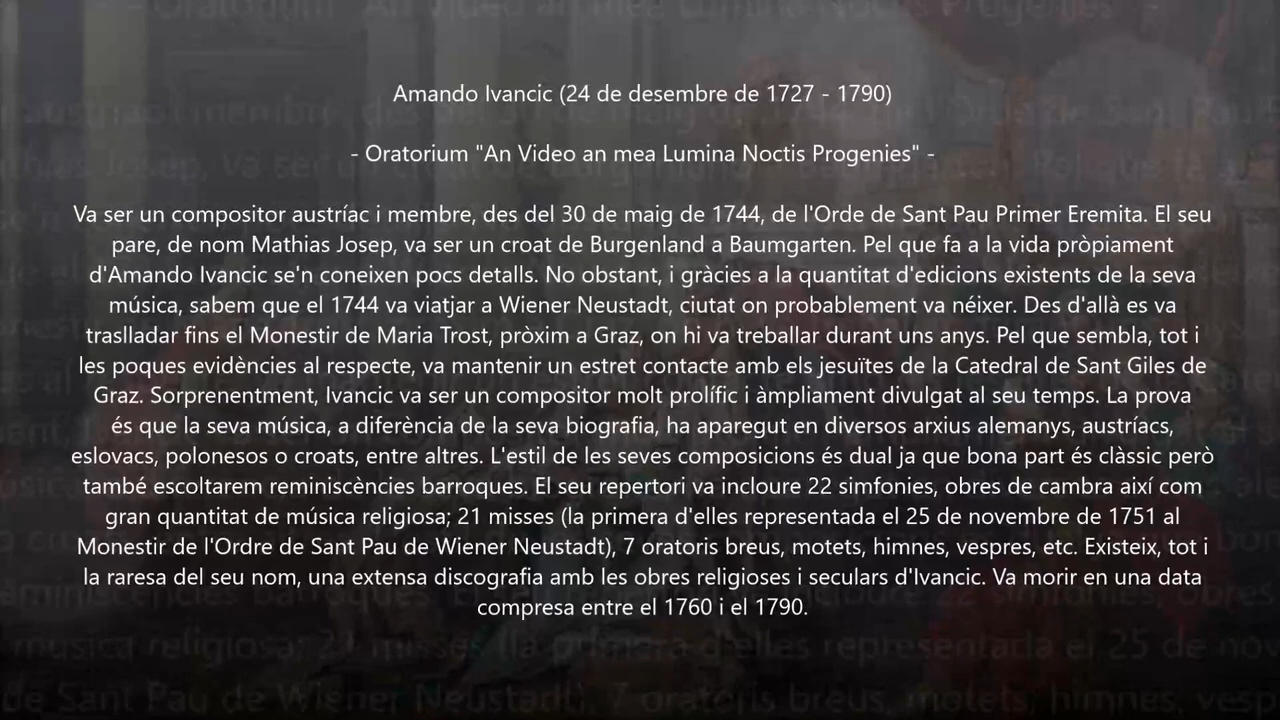 Amando Ivancic (24 de desembre de 1727 - 1790)
- Oratorium "An Video an mea Lumina Noctis Progenies" -
Va ser un compositor austríac i membre, des del 30 de maig de 1744, de l'Orde de Sant Pau Primer Eremita. El seu
pare, de nom Mathias Josep, va ser un croat de Burgenland a Baumgarten. Pel que fa a la vida pròpiament
d'Amando Ivancic se'n coneixen pocs detalls. No obstant, i gràcies a la quantitat d'edicions existents de la seva
música, sabem que el 1744 va viatjar a Wiener Neustadt, ciutat on probablement va néixer. Des d'allà es va
traslladar fins el Monestir de Maria Trost, pròxim a Graz, on hi va treballar durant uns anys. Pel que sembla, tot i
les poques evidències al respecte, va mantenir un estret contacte amb els jesuïtes de la Catedral de Sant Giles de
Graz. Sorprenentment, Ivancic va ser un compositor molt prolífic i àmpliament divulgat al seu temps. La prova
és que la seva música, a diferència de la seva biografia, ha aparegut en diversos arxius alemanys, austríacs,
eslovacs, polonesos o croats, entre altres. L'estil de les seves composicions és dual ja que bona part és clàssic però
també escoltarem reminiscències barroques. El seu repertori va incloure 22 simfonies, obres de cambra així com
gran quantitat de música religiosa; 21 misses (la primera d'elles representada el 25 de novembre de 1751 al
Monestir de l'Ordre de Sant Pau de Wiener Neustadt), 7 oratoris breus, motets, himnes, vespres, etc. Existeix, tot i
la raresa del seu nom, una extensa discografia amb les obres religioses i seculars d'Ivancic. Va morir en una data
compresa entre el 1760 i el 1790.